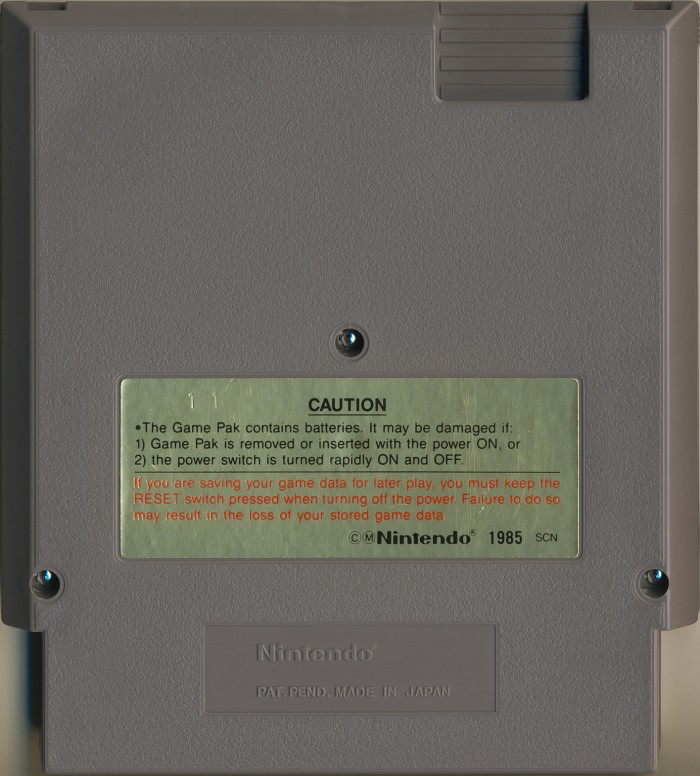 11
CAUTION
•The Game Pak contains batteries. It may be damaged if:
1) Game Pak is removed or inserted with the power ON, or
2) the power switch is turned rapidly ON and OFF.
If you are saving your game data for later play, you must keep the
RESET switch pressed when turning off the power. Failure to do so
may result in the loss of your stored game data.
©ⓂNintendo® 1985 SCN
Nintendo®
PAT. PEND. MADE IN JAPAN